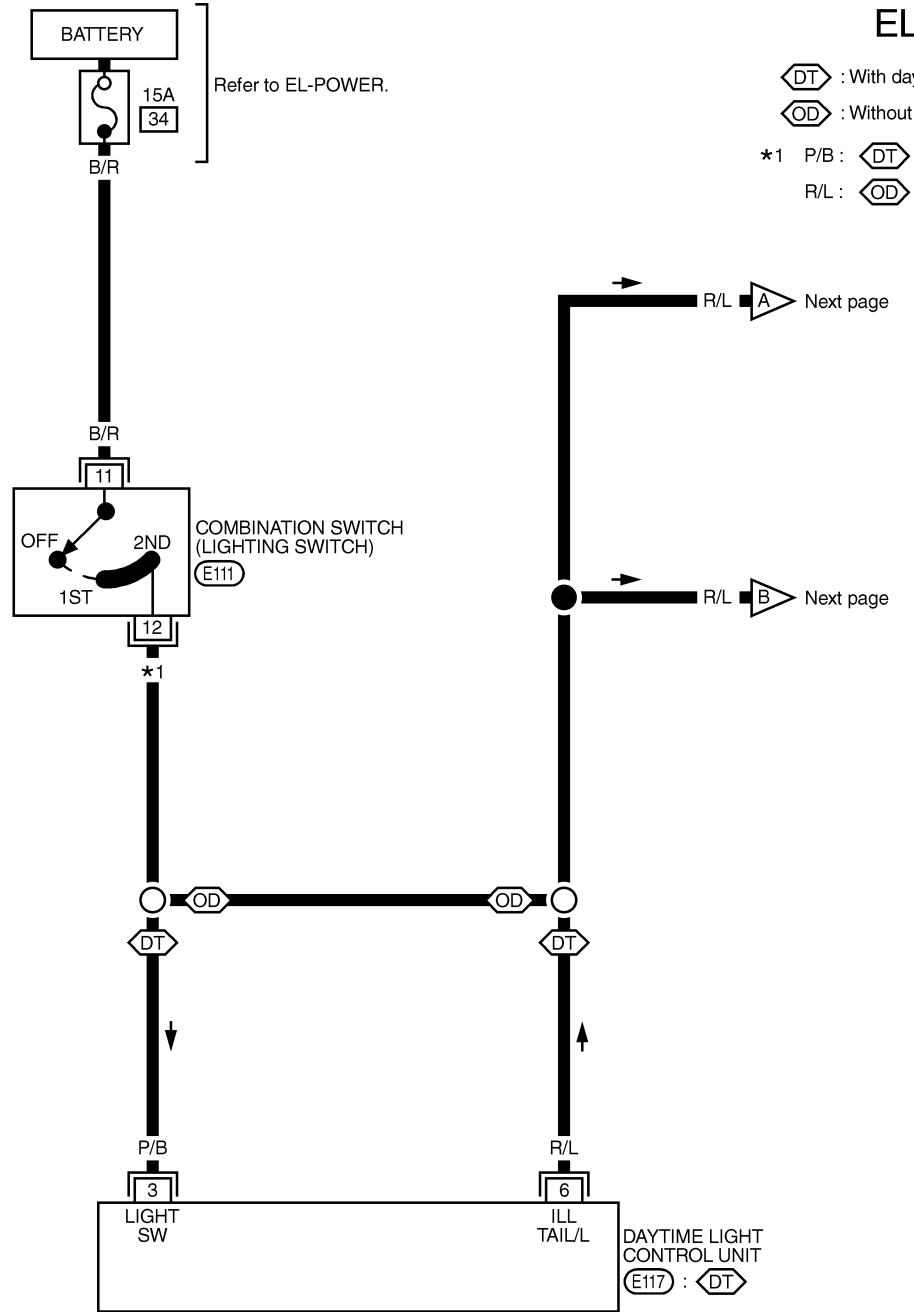 EL
BATTERY
Refer to EL-POWER.
15A
34
DT : With
OD : Without
*1 P/B : DT
R/L : OD
B/R
R/L A Next page
B/R
11
OFF
2ND
1ST
COMBINATION SWITCH
(LIGHTING SWITCH)
E111
R/L B Next page
12
*1
OD
OD
DT
DT
P/B
R/L
3
6
LIGHT
SW
ILL
TAIL/L
DAYTIME LIGHT
CONTROL UNIT
E117 : DT